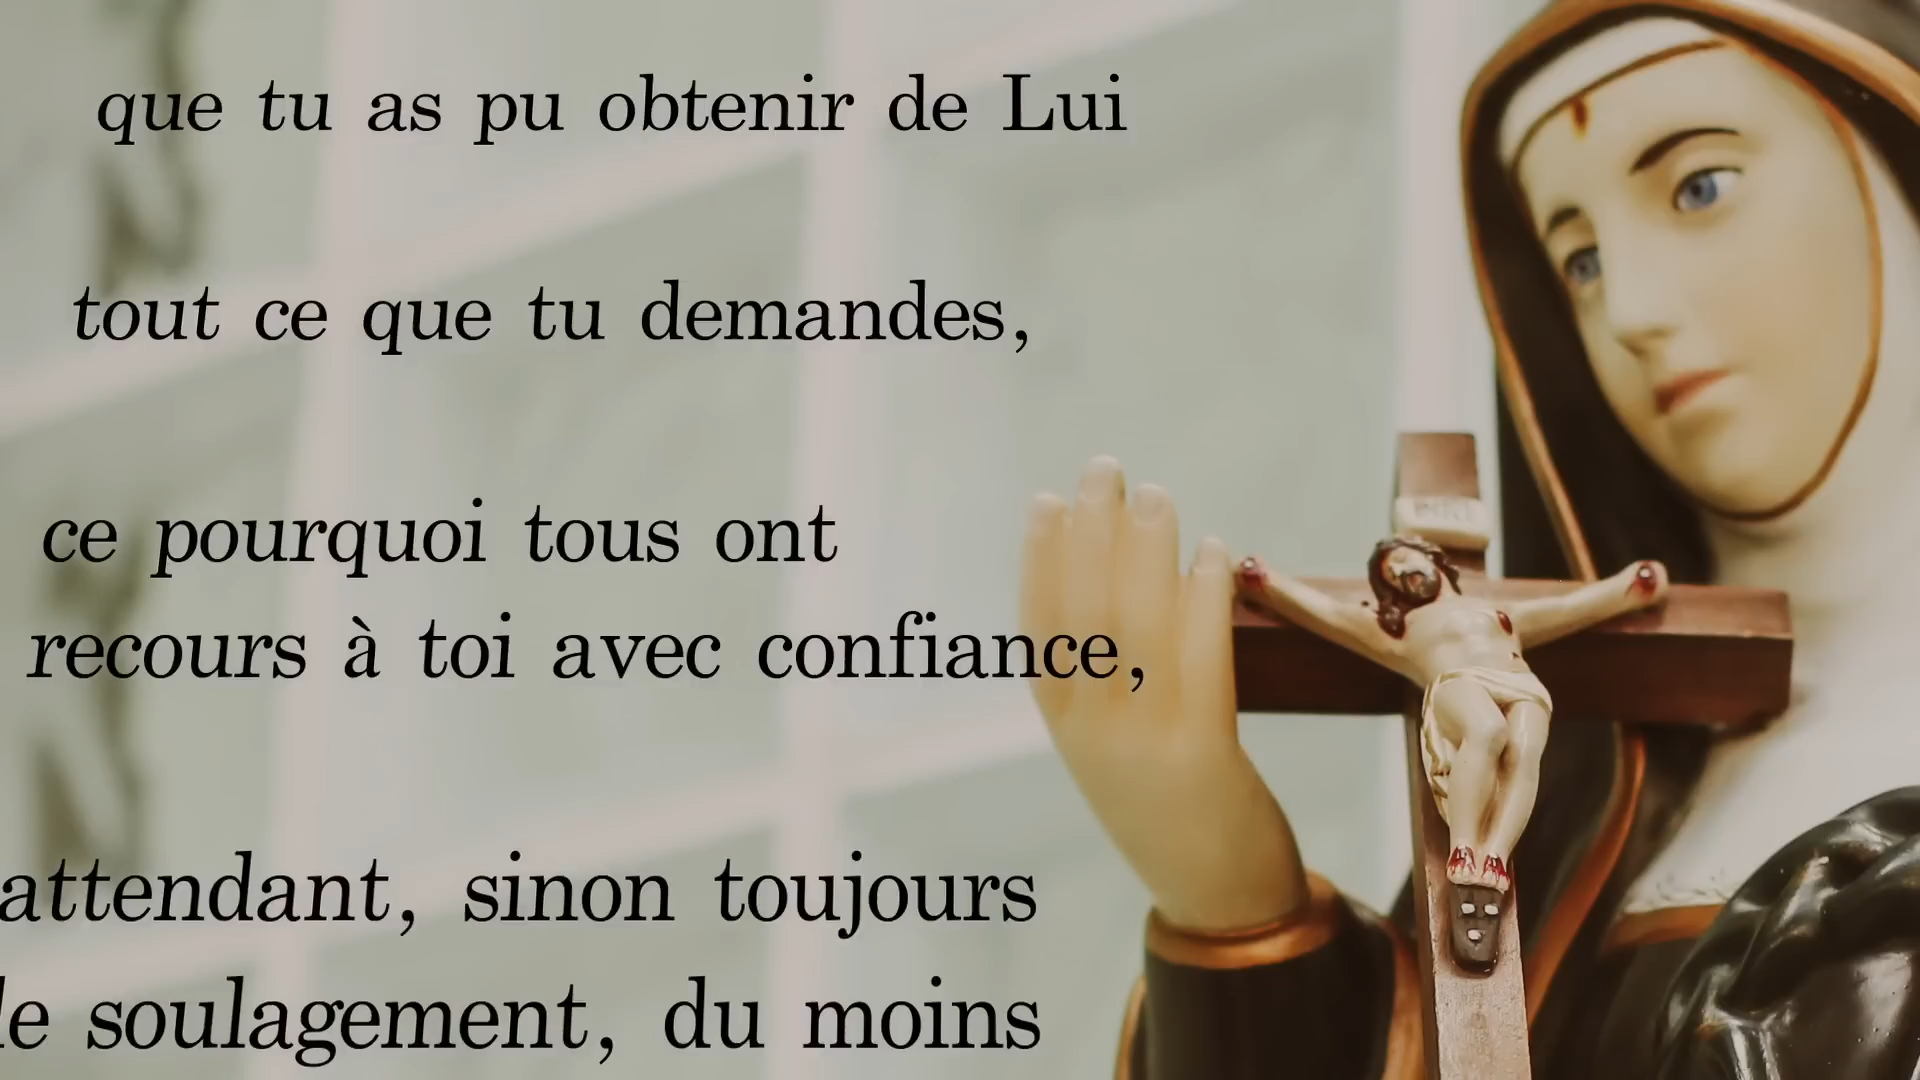 que tu as pu obtenir de Lui
tout ce que tu demandes,
ce pourquoi tous ont
recours à toi avec confiance,
attendant, sinon toujours
le soulagement, du moins